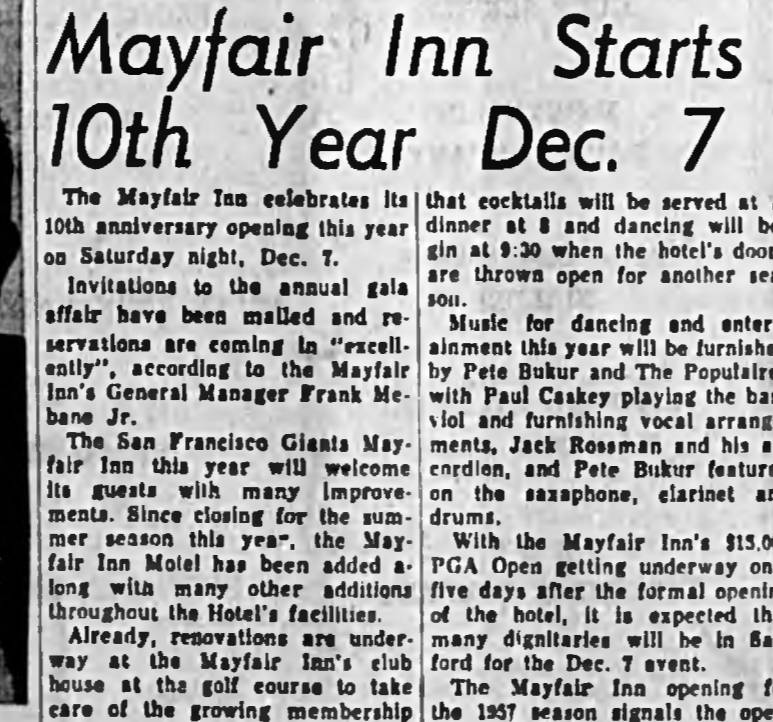 Mayfair Inn Starts
10th Year Dec. 7
The Mayfair Inn celebrates its
10th anniversary opening this year
on Saturday night, Dec. 7.
Invitations to the annual gala
affair have been mailed and re-
servations are coming in "excell-
ently", according to the Mayfair
Inn's General Manager Frank Me-
bane Jr.
The San Francisco Giants May-
fair Inn this year will welcome
its guests with many improve-
ments. Since closing for the sum-
mer season this year, the May-
fair Inn Motel has been added a-
long with many other additions
throughout the Hotel's facilities.
Already, renovations are under-
way at the Mayfair Inn's club
house at the golf course to take
care of the growing membership
that cocktails will be served at
dinner at 8 and dancing will be
gin at 9:30 when the hotel's door
are thrown open for another sea
son.
Music for dancing and enter
ainment this year will be furnishe
by Pete Bukur and The Populaire
with Paul Caskey playing the bas
viol and furnishing vocal arrang
ments, Jack Rossman and his a
cordion, and Pete Bukur feature
on the saxaphone, clarinet an
drums.
With the Mayfair Inn's $15,00
PGA Open getting underway on
five days after the formal openin
of the hotel, it is expected th
many dignitaries will be in San
ford for the Dec. 7 event.
The Mayfair Inn opening f
the 1957 season signals the ope